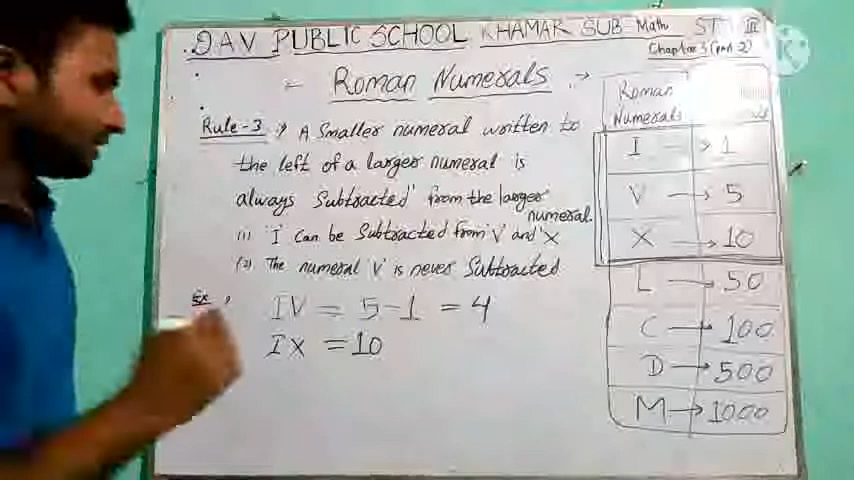 D.A.V PUBLIC SCHOOL KHAMAR SUB Math STD III
Chapter 3 (part 2)
Roman Numerals
Rule-3 A Smaller numeral written to
the left of a larger numeral is
always Subtracted from the larger
numeral.
(1) 'I' Can be Subtracted from 'V' and 'X'
(2) The numeral 'V' is never Subtracted
Ex
IV = 5-1 = 4
IX = 10
Roman
Numerals
I → 1
V → 5
X → 10
L → 50
C → 100
D → 500
M → 1000